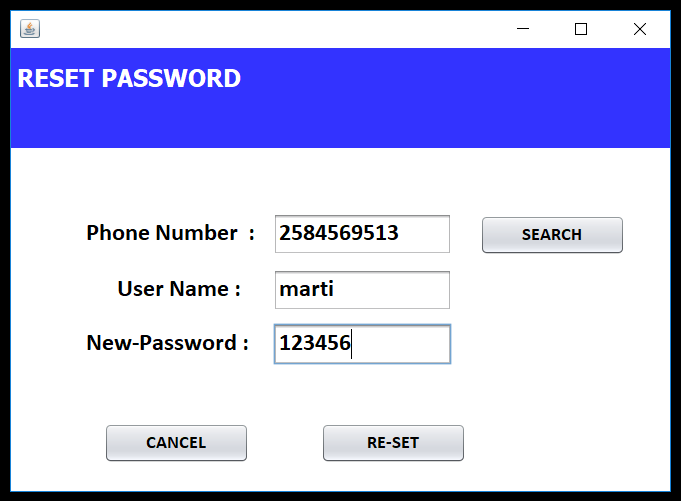 RESET PASSWORD
Phone Number : 2584569513 SEARCH
User Name : marti
New-Password : 123456
CANCEL RE-SET